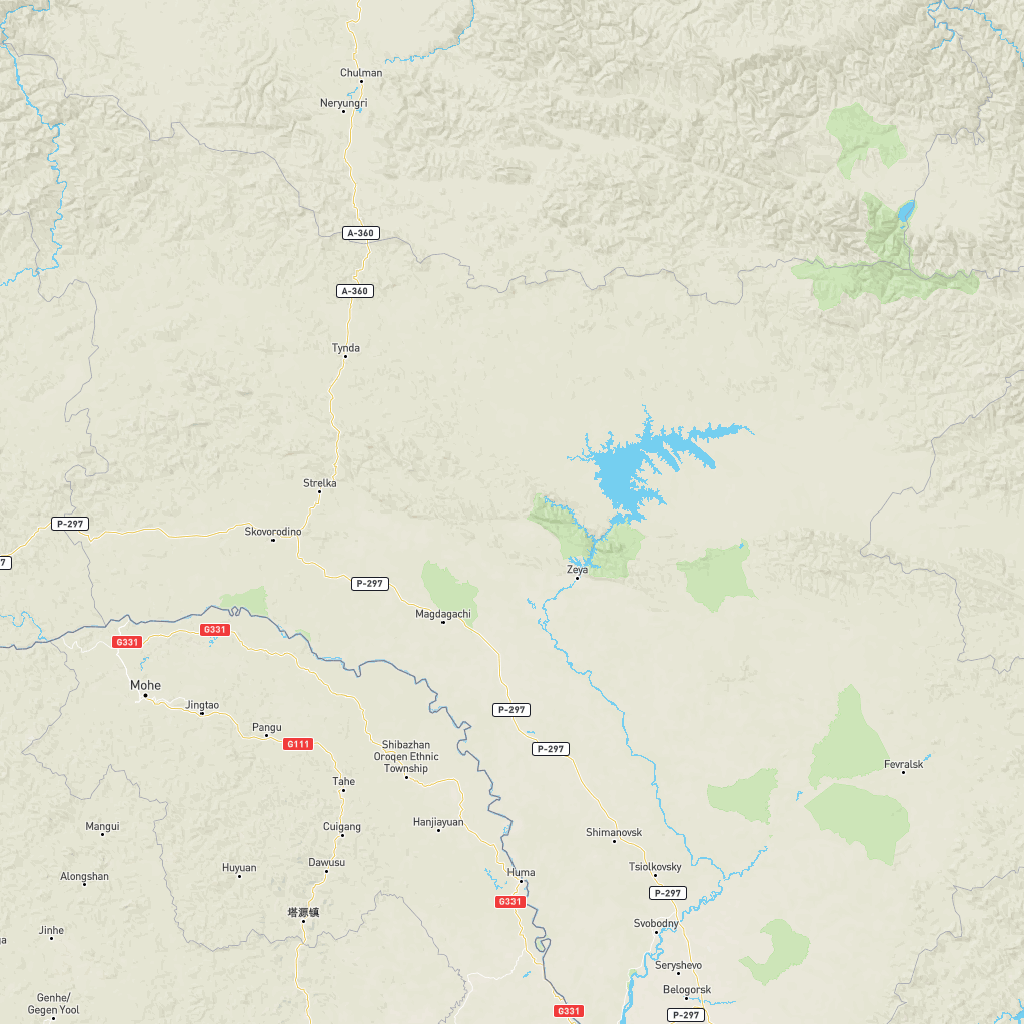 Chulman
Neryungri
A-360
A-360
Tynda
Strelka
P-297
Skovorodino
7
P-297
Zeya
Magdagachi
G331
G331
Mohe
Jingtao
P-297
Pangu
G111
P-297
Shibazhan
Oroqen Ethnic
Township
Fevralsk
Tahe
Mangui
Cuigang
Hanjiayuan
Shimanovsk
Dawusu
Huyuan
Alongshan
Huma
Tsiolkovsky
P-297
G331
塔源镇
Svobodny
Jinhe
ga
Seryshevo
Belogorsk
Genhe/
Gegen Yool
G331
P-297